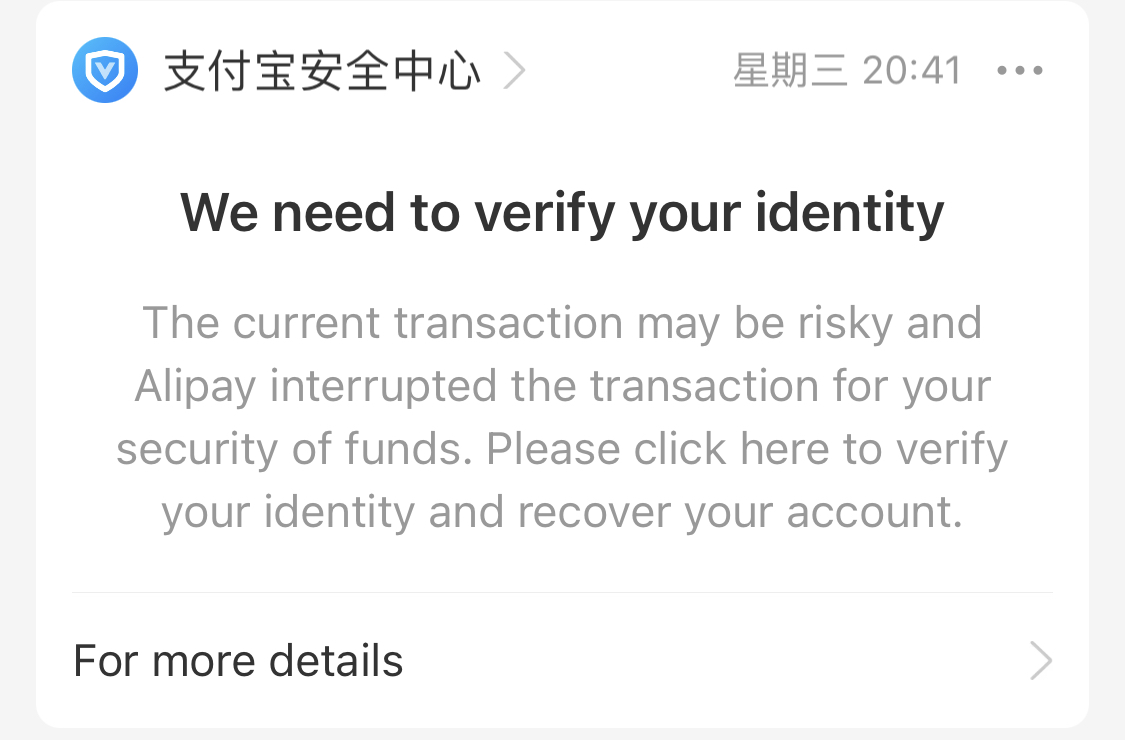 支付宝安全中心
星期三 20:41
We need to verify your identity
The current transaction may be risky and
Alipay interrupted the transaction for your
security of funds. Please click here to verify
your identity and recover your account.
For more details